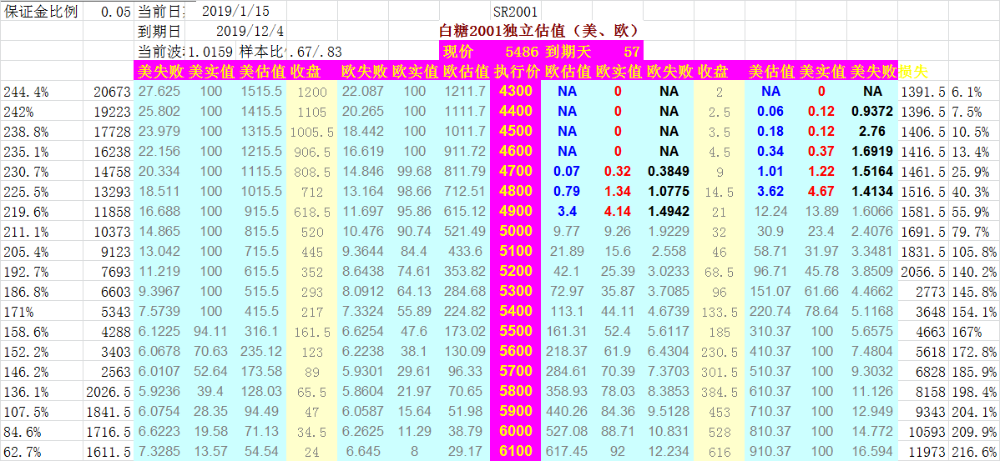 保证金比例 0.05 当前日期 2019/1/15 SR2001
到期日 2019/12/4 白糖2001独立估值（美、欧）
当前波 1.0159 样本比 .67/.83 现价 5486 到期天 57
美失败 美实值 美估值 收盘 欧失败 欧实值 欧估值 执行价 欧估值 欧实值 欧失败 收盘 美估值 美实值 美失败 损失
244.4% 20673 27.625 100 1515.5 1200 22.087 100 1211.7 4300 NA 0 NA 2 NA 0 NA 1391.5 6.1%
242% 19223 25.802 100 1415.5 1105 20.265 100 1111.7 4400 NA 0 NA 2.5 0.06 0.12 0.9372 1396.5 7.5%
238.8% 17728 23.979 100 1315.5 1005.5 18.442 100 1011.7 4500 NA 0 NA 3.5 0.18 0.12 2.76 1406.5 10.5%
235.1% 16238 22.156 100 1215.5 906.5 16.619 100 911.72 4600 NA 0 NA 4.5 0.34 0.37 1.6919 1416.5 13.4%
230.7% 14758 20.334 100 1115.5 808.5 14.846 99.68 811.79 4700 0.07 0.32 0.3849 9 1.01 1.22 1.5164 1461.5 25.9%
225.5% 13293 18.511 100 1015.5 712 13.164 98.66 712.51 4800 0.79 1.34 1.0775 14.5 3.62 4.67 1.4134 1516.5 40.3%
219.6% 11858 16.688 100 915.5 618.5 11.697 95.86 615.12 4900 3.4 4.14 1.4942 21 12.24 13.89 1.6066 1581.5 55.9%
211.1% 10373 14.865 100 815.5 520 10.476 90.74 521.49 5000 9.77 9.26 1.9229 32 30.9 23.4 2.4076 1691.5 79.7%
205.4% 9123 13.042 100 715.5 445 9.3644 84.4 433.6 5100 21.89 15.6 2.558 46 58.71 31.97 3.3481 1831.5 105.8%
192.7% 7693 11.219 100 615.5 352 8.6438 74.61 353.82 5200 42.1 25.39 3.0233 68.5 96.71 45.78 3.8509 2056.5 140.2%
186.8% 6603 9.3967 100 515.5 293 8.0912 64.13 284.68 5300 72.97 35.87 3.7085 96 151.07 61.66 4.4662 2773 145.8%
171% 5343 7.5739 100 415.5 217 7.3324 55.89 224.82 5400 113.1 44.11 4.6739 133.5 220.74 78.64 5.1168 3648 154.1%
158.6% 4288 6.1225 94.11 316.1 161.5 6.6254 47.6 173.02 5500 161.31 52.4 5.6117 185 310.37 100 5.6575 4663 167%
152.2% 3403 6.0678 70.63 235.12 123 6.2238 38.1 130.09 5600 218.37 61.9 6.4304 230.5 410.37 100 7.4804 5618 172.8%
146.2% 2563 6.0107 52.64 173.58 89 5.9301 29.61 96.33 5700 284.61 70.39 7.3703 301.5 510.37 100 9.3032 6828 185.9%
136.1% 2026.5 5.9236 39.4 128.03 65.5 5.8604 21.97 70.65 5800 358.93 78.03 8.3853 384.5 610.37 100 11.126 8158 198.4%
107.5% 1841.5 6.0754 28.35 94.49 47 6.0587 15.64 51.98 5900 440.26 84.36 9.5128 453 710.37 100 12.949 9343 204.1%
84.6% 1716.5 6.6223 19.58 71.13 34.5 6.2625 11.29 38.79 6000 527.08 88.71 10.831 528 810.37 100 14.772 10593 209.9%
62.7% 1611.5 7.3285 13.57 54.54 24 6.645 8 29.17 6100 617.45 92 12.234 616 910.37 100 16.594 11973 216.6%